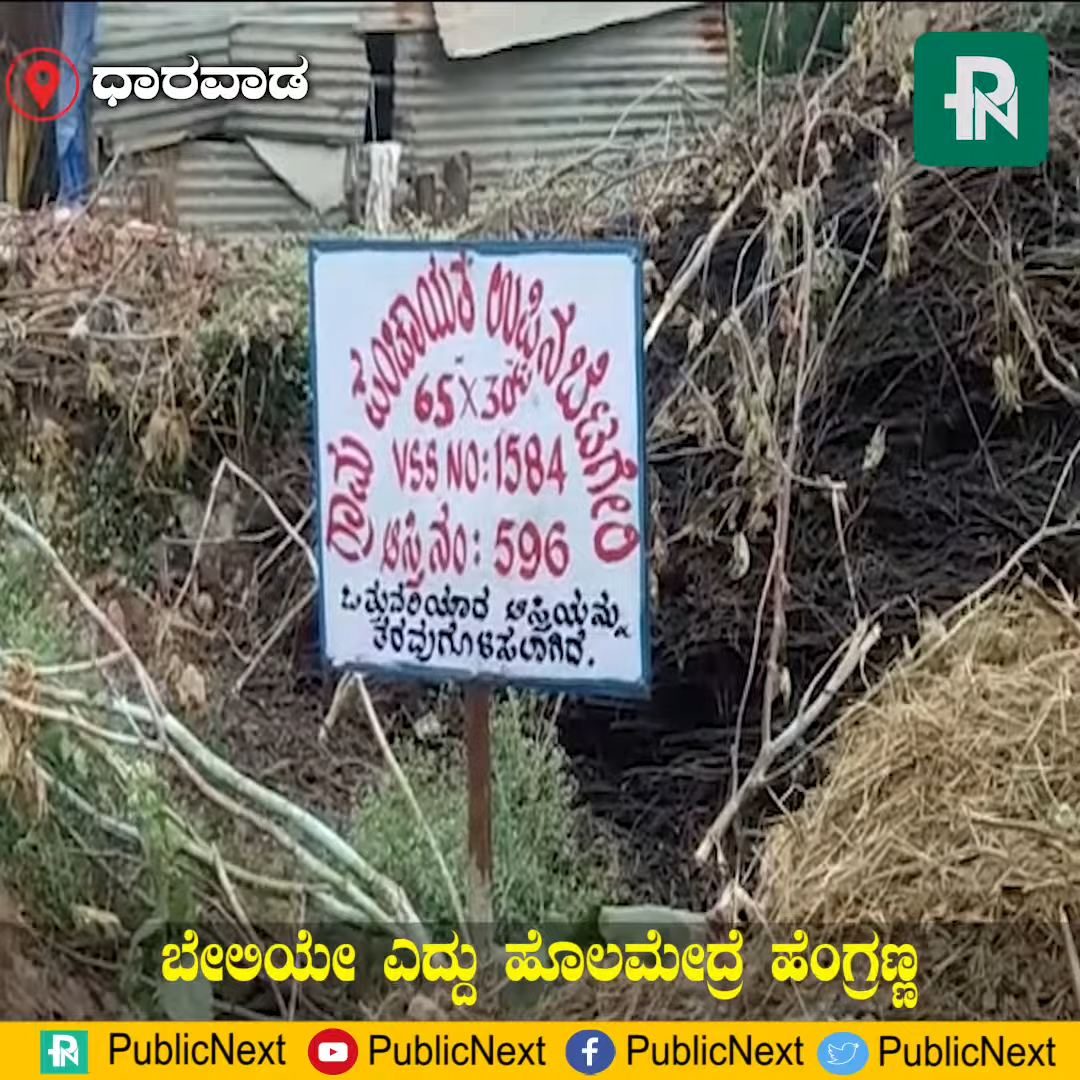 ಧಾರವಾಡ
PN
ಗ್ರಾಮ ಪಂಚಾಯತ ಉಪ್ಪಿನ ಬೆಟಗೇರಿ
65X30
VSS NO: 1584
ಆಸ್ತಿ ನಂ: 596
ಒತ್ತುವರಿಯಾದ ಆಸ್ತಿಯನ್ನು
ತೆರವುಗೊಳಿಸಲಾಗಿದೆ.
ಬೇಲಿಯೇ ಎದ್ದು ಹೊಲಮೇದ್ರೆ ಹೆಂಗ್ರಣ್ಣ
PublicNext PublicNext PublicNext PublicNext